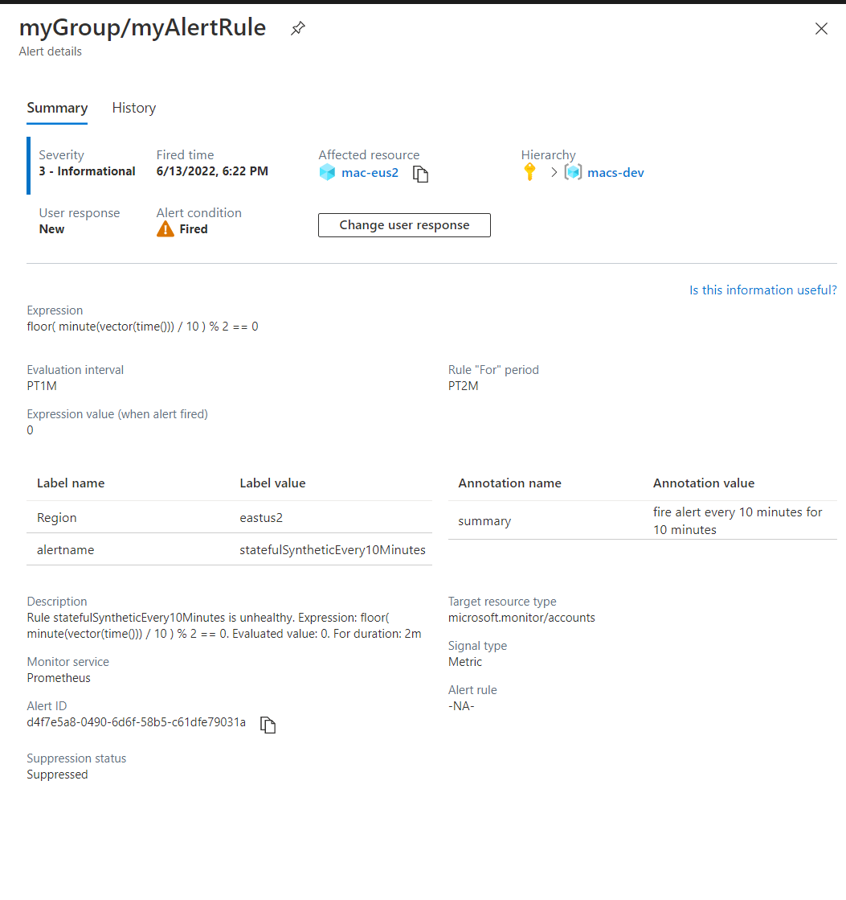 myGroup/myAlertRule
Alert details
Summary History
Severity Fired time Affected resource Hierarchy
3 - Informational 6/13/2022, 6:22 PM mac-eus2 > macs-dev
User response Alert condition
New Fired Change user response
Is this information useful?
Expression
floor( minute(vector(time())) / 10 ) % 2 == 0
Evaluation interval Rule "For" period
PT1M PT2M
Expression value (when alert fired)
0
Label name Label value Annotation name Annotation value
Region eastus2 summary fire alert every 10 minutes for
10 minutes
alertname statefulSyntheticEvery10Minutes
Description Target resource type
Rule statefulSyntheticEvery10Minutes is unhealthy. Expression: floor( microsoft.monitor/accounts
minute(vector(time())) / 10 ) % 2 == 0. Evaluated value: 0. For duration: 2m
Signal type
Monitor service Metric
Prometheus
Alert rule
Alert ID -NA-
d4f7e5a8-0490-6d6f-58b5-c61dfe79031a
Suppression status
Suppressed